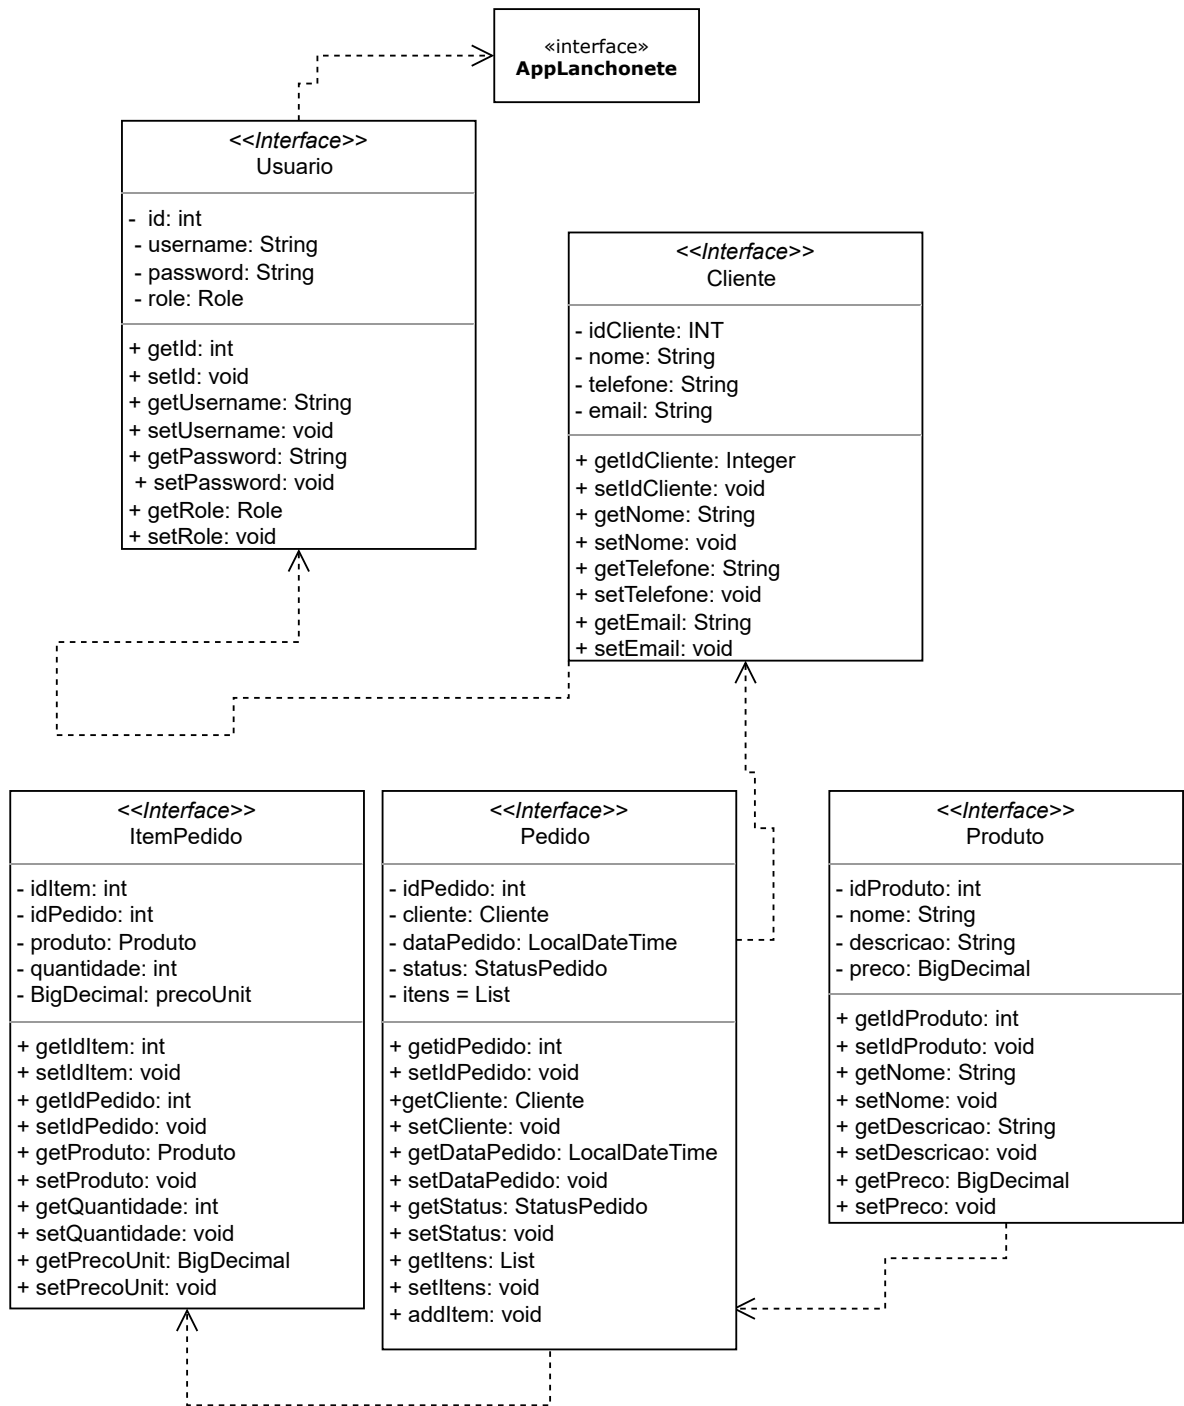 «interface»
AppLanchonete
<<Interface>>
Usuario
- id: int
- username: String
- password: String
- role: Role
+ getId: int
+ setId: void
+ getUsername: String
+ setUsername: void
+ getPassword: String
+ setPassword: void
+ getRole: Role
+ setRole: void
<<Interface>>
Cliente
- idCliente: INT
- nome: String
- telefone: String
- email: String
+ getIdCliente: Integer
+ setIdCliente: void
+ getNome: String
+ setNome: void
+ getTelefone: String
+ setTelefone: void
+ getEmail: String
+ setEmail: void
<<Interface>>
ItemPedido
- idItem: int
- idPedido: int
- produto: Produto
- quantidade: int
- BigDecimal: precoUnit
+ getIdItem: int
+ setIdItem: void
+ getIdPedido: int
+ setIdPedido: void
+ getProduto: Produto
+ setProduto: void
+ getQuantidade: int
+ setQuantidade: void
+ getPrecoUnit: BigDecimal
+ setPrecoUnit: void
<<Interface>>
Pedido
- idPedido: int
- cliente: Cliente
- dataPedido: LocalDateTime
- status: StatusPedido
- itens = List
+ getidPedido: int
+ setIdPedido: void
+getCliente: Cliente
+ setCliente: void
+ getDataPedido: LocalDateTime
+ setDataPedido: void
+ getStatus: StatusPedido
+ setStatus: void
+ getItens: List
+ setItens: void
+ addItem: void
<<Interface>>
Produto
- idProduto: int
- nome: String
- descricao: String
- preco: BigDecimal
+ getIdProduto: int
+ setIdProduto: void
+ getNome: String
+ setNome: void
+ getDescricao: String
+ setDescricao: void
+ getPreco: BigDecimal
+ setPreco: void